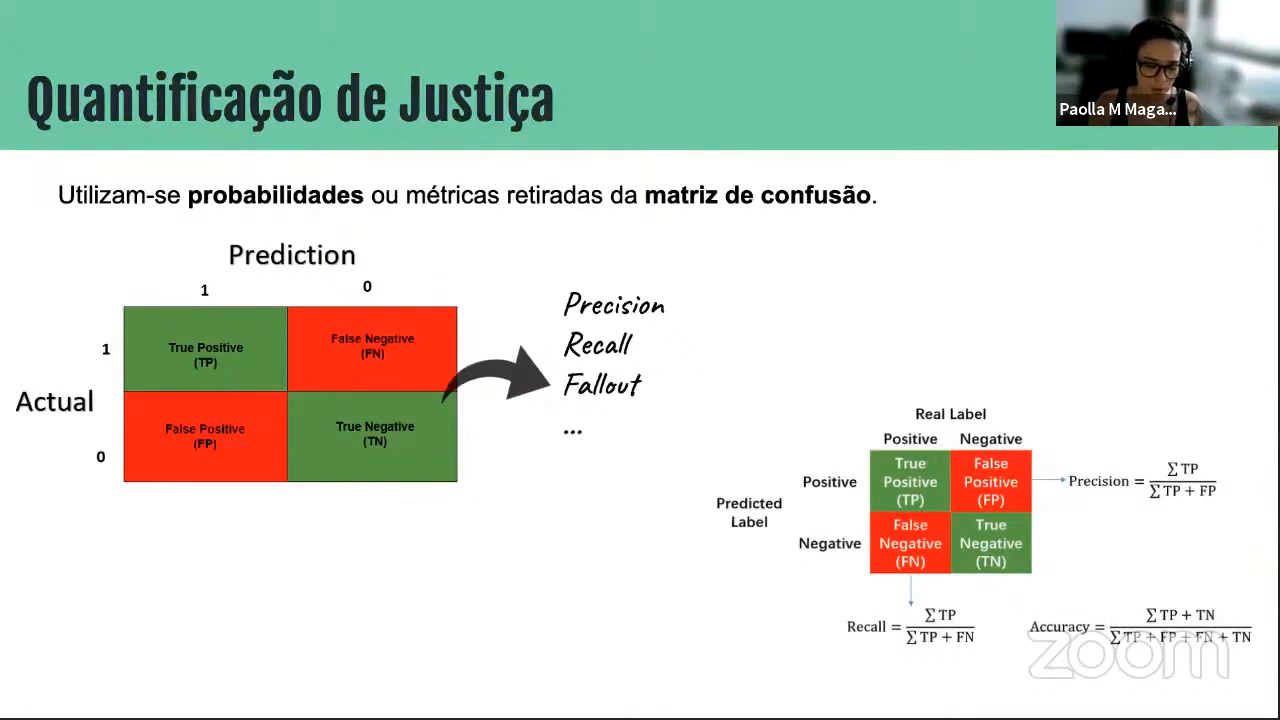 Quantificação de Justiça
Paolla M Maga...
Utilizam-se probabilidades ou métricas retiradas da matriz de confusão.
Prediction
1
0
1
True Positive
(TP)
False Negative
(FN)
Actual
0
False Positive
(FP)
True Negative
(TN)
Precision
Recall
Fallout
...
Real Label
Positive
Negative
Predicted
Label
Positive
True
Positive
(TP)
False
Positive
(FP)
Precision = ∑ TP / ∑ TP + FP
Negative
False
Negative
(FN)
True
Negative
(TN)
Recall = ∑ TP / ∑ TP + FN
Accuracy = ∑ TP + TN / ∑ TP + FP + FN + TN
zoom